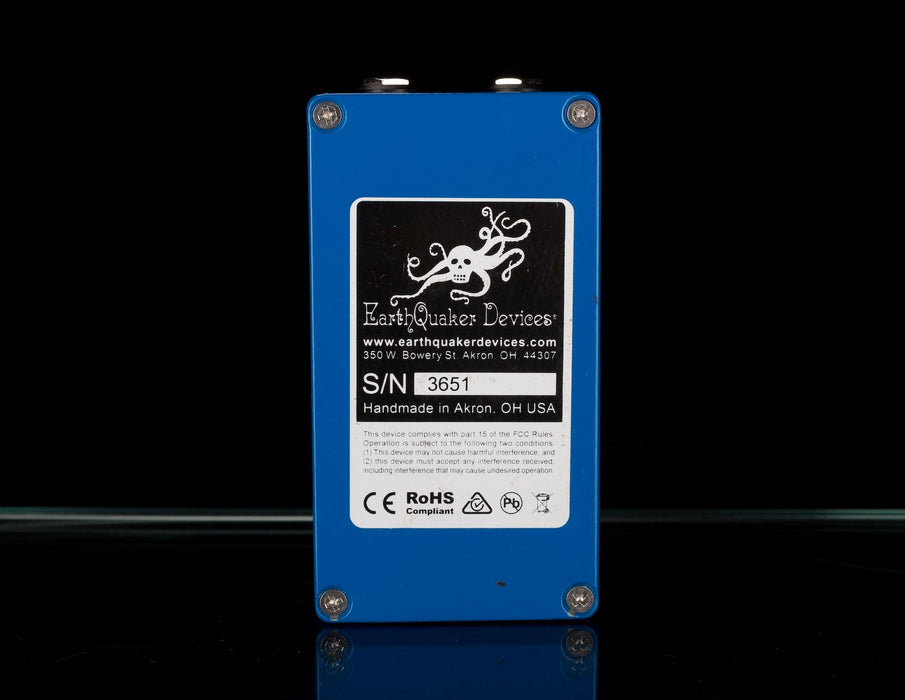 EarthQuaker Devices
www.earthquakerdevices.com
350 W. Bowery St. Akron, OH, 44307
S/N 3651
Handmade in Akron, OH USA
This device complies with part 15 of the FCC Rules.
Operation is subject to the following two conditions.
(1) This device may not cause harmful interference, and
(2) this device must accept any interference received,
including interference that may cause undesired operation.
CE RoHS Pb
Compliant